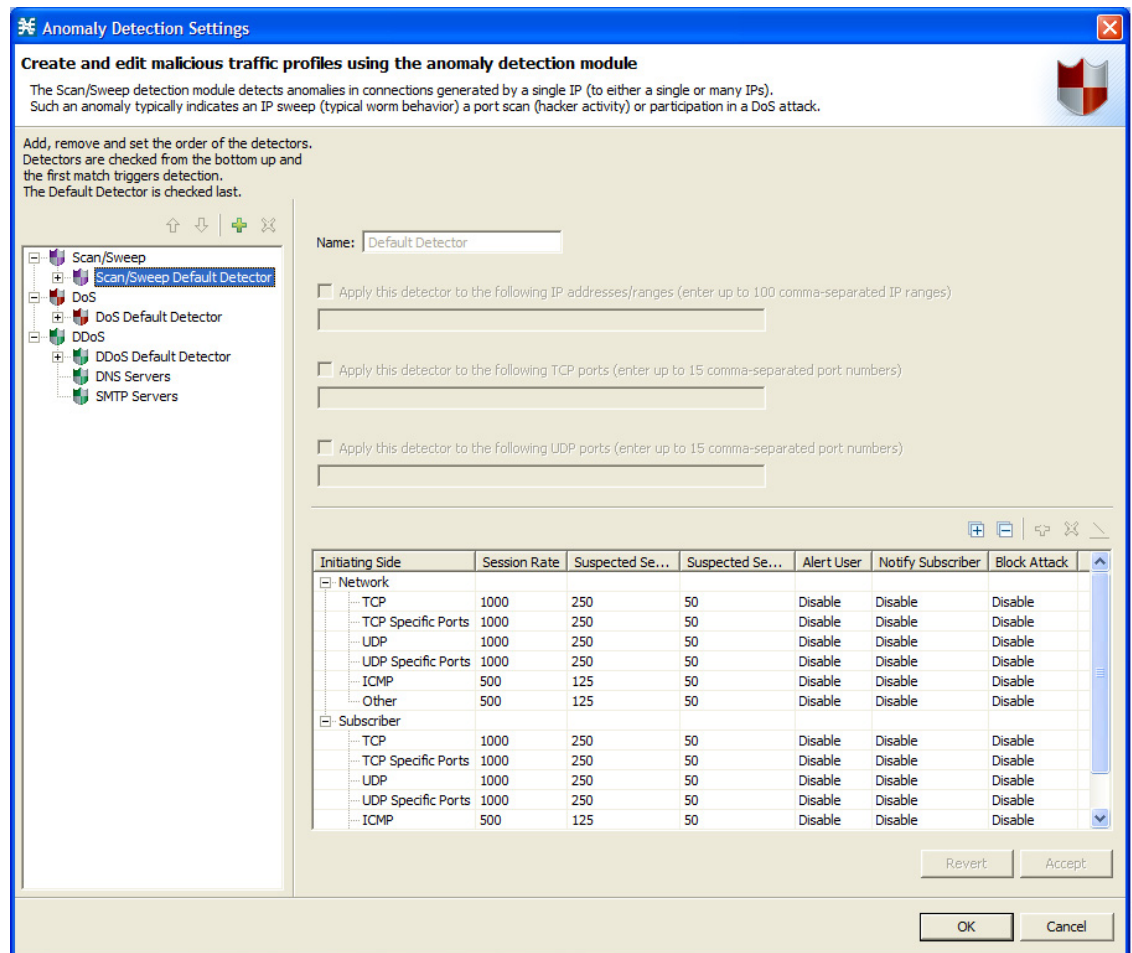 Anomaly Detection Settings
Create and edit malicious traffic profiles using the anomaly detection module
The Scan/Sweep detection module detects anomalies in connections generated by a single IP (to either a single or many IPs).
Such an anomaly typically indicates an IP sweep (typical worm behavior) a port scan (hacker activity) or participation in a DoS attack.
Add, remove and set the order of the detectors.
Detectors are checked from the bottom up and
the first match triggers detection.
The Default Detector is checked last.
Scan/Sweep
Scan/Sweep Default Detector
DoS
DoS Default Detector
DDoS
DDoS Default Detector
DNS Servers
SMTP Servers
Name: Default Detector
Apply this detector to the following IP addresses/ranges (enter up to 100 comma-separated IP ranges)
Apply this detector to the following TCP ports (enter up to 15 comma-separated port numbers)
Apply this detector to the following UDP ports (enter up to 15 comma-separated port numbers)
Initiating Side Session Rate Suspected Se... Suspected Se... Alert User Notify Subscriber Block Attack
Network
TCP 1000 250 50 Disable Disable Disable
TCP Specific Ports 1000 250 50 Disable Disable Disable
UDP 1000 250 50 Disable Disable Disable
UDP Specific Ports 1000 250 50 Disable Disable Disable
ICMP 500 125 50 Disable Disable Disable
Other 500 125 50 Disable Disable Disable
Subscriber
TCP 1000 250 50 Disable Disable Disable
TCP Specific Ports 1000 250 50 Disable Disable Disable
UDP 1000 250 50 Disable Disable Disable
UDP Specific Ports 1000 250 50 Disable Disable Disable
ICMP 500 125 50 Disable Disable Disable
Revert Accept
OK Cancel